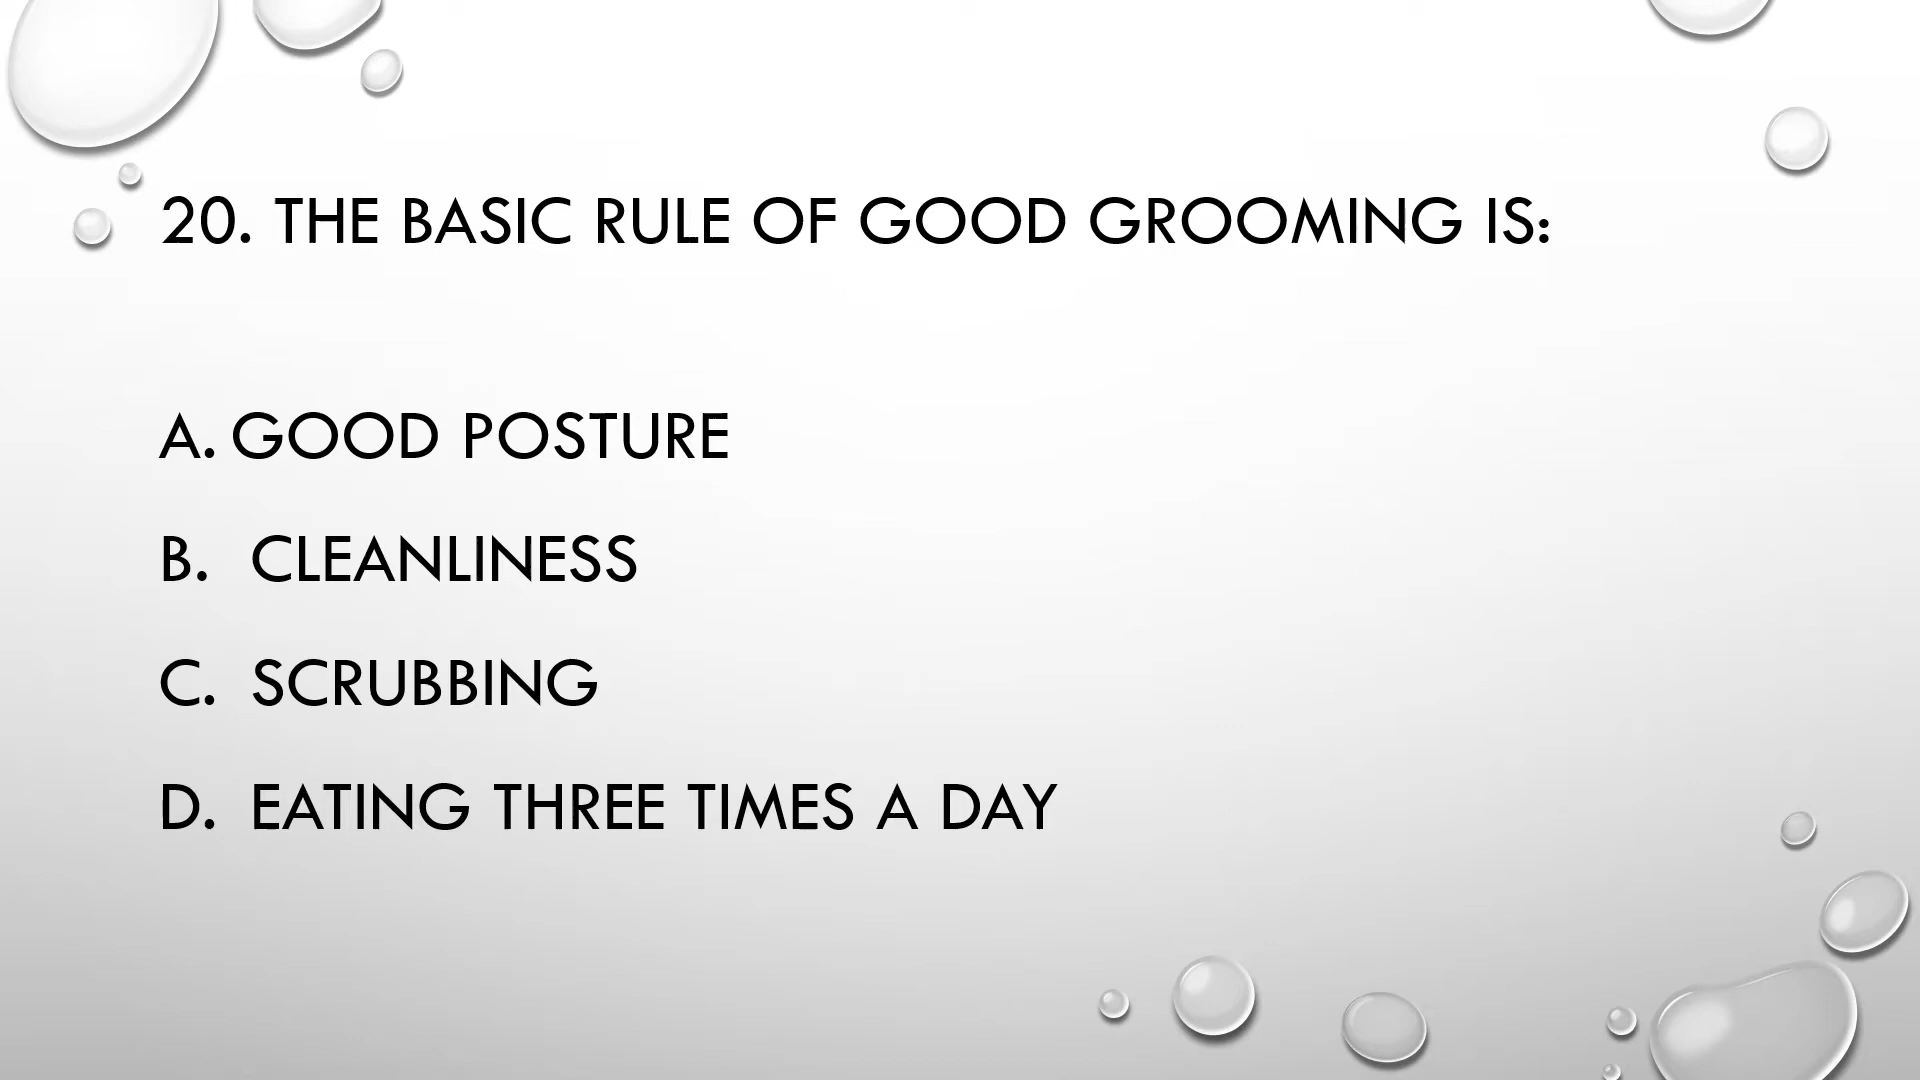 20. THE BASIC RULE OF GOOD GROOMING IS:
A. GOOD POSTURE
B. CLEANLINESS
C. SCRUBBING
D. EATING THREE TIMES A DAY